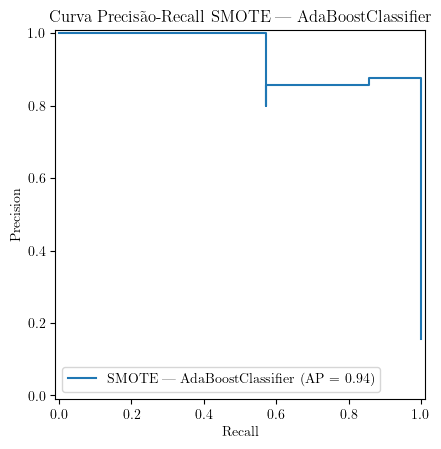 Curva Precisão-Recall SMOTE — AdaBoostClassifier
1.0
0.8
0.6
0.4
0.2
0.0
Precision
SMOTE — AdaBoostClassifier (AP = 0.94)
0.0 0.2 0.4 0.6 0.8 1.0
Recall